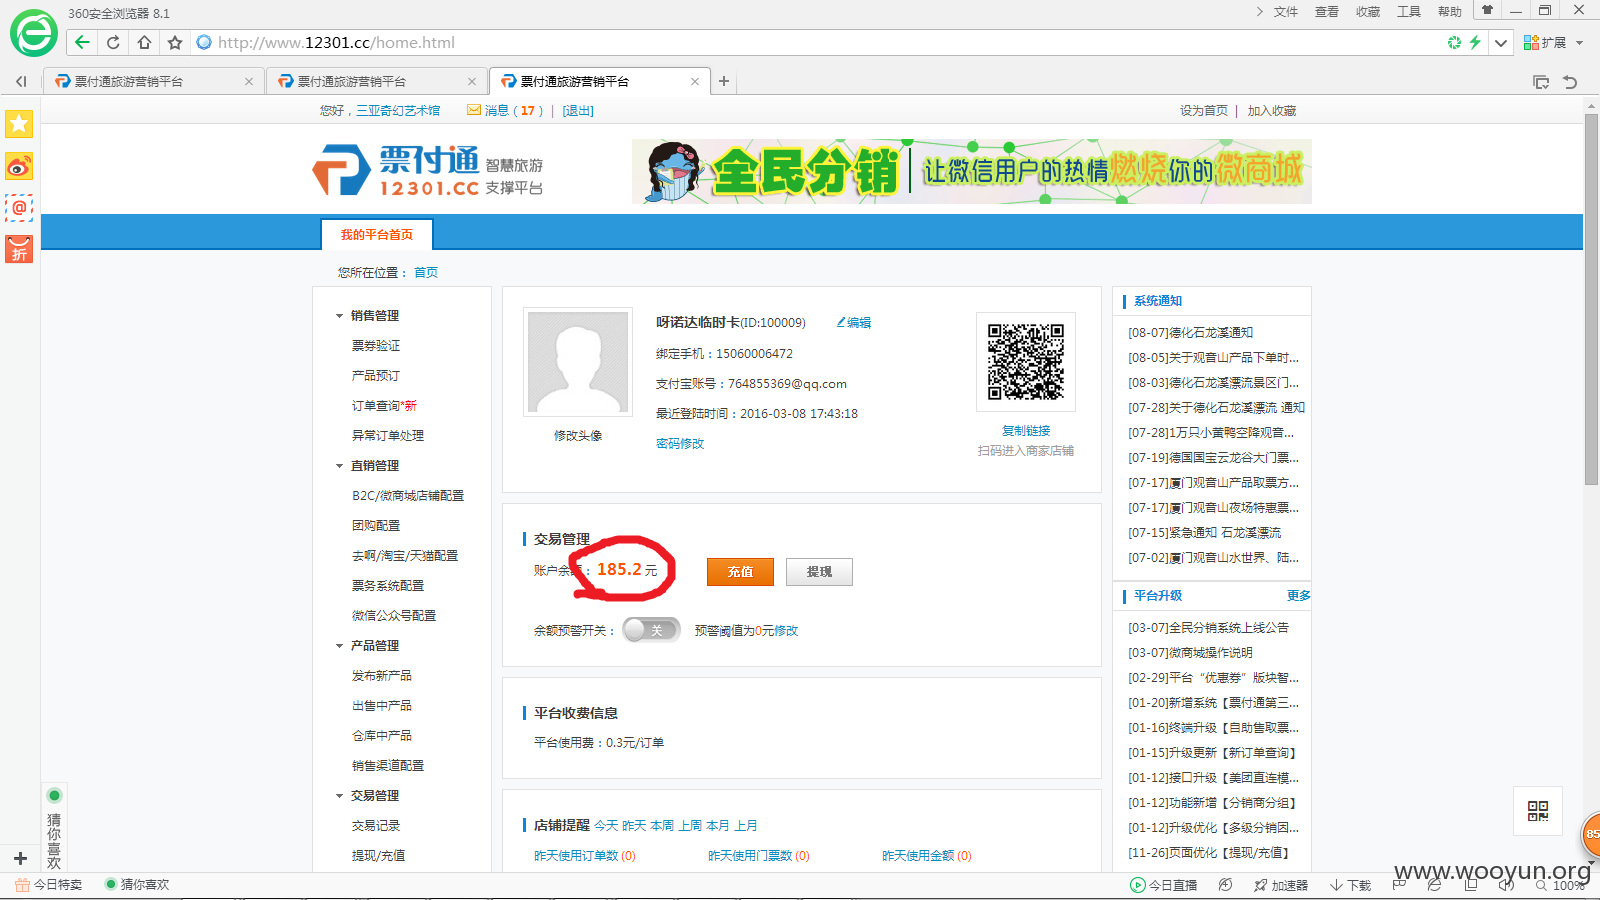 360安全浏览器 8.1
文件 查看 收藏 工具 帮助
http://www.12301.cc/home.html
扩展
票付通旅游营销平台
票付通旅游营销平台
票付通旅游营销平台
您好，三亚奇幻艺术馆 消息 ( 17 ) | [退出]
设为首页 | 加入收藏
票付通
12301.CC
智慧旅游
支撑平台
全民分销 让微信用户的热情燃烧你的微商城
折
我的平台首页
您所在位置： 首页
销售管理
票券验证
产品预订
订单查询*新
异常订单处理
直销管理
B2C/微商城店铺配置
团购配置
去啊/淘宝/天猫配置
票务系统配置
微信公众号配置
产品管理
发布新产品
出售中产品
仓库中产品
销售渠道配置
交易管理
交易记录
提现/充值
修改头像
呀诺达临时卡(ID:100009) 编辑
绑定手机：15060006472
支付宝账号：764855369@qq.com
最近登陆时间：2016-03-08 17:43:18
密码修改
复制链接
扫码进入商家店铺
交易管理
账户余额：185.2 元 充值 提现
余额预警开关： 关 预警阈值为0元修改
平台收费信息
平台使用费：0.3元/订单
店铺提醒 今天 昨天 本周 上周 本月 上月
昨天使用订单数 (0) 昨天使用门票数 (0) 昨天使用金额 (0)
系统通知
[08-07]德化石龙溪通知
[08-05]关于观音山产品下单时...
[08-03]德化石龙溪漂流景区门...
[07-28]关于德化石龙溪漂流 通知
[07-28]1万只小黄鸭空降观音...
[07-19]德国国宝云龙谷大门票...
[07-17]厦门观音山产品取票方...
[07-17]厦门观音山夜场特惠票...
[07-15]紧急通知 石龙溪漂流
[07-02]厦门观音山水世界、陆...
平台升级 更多
[03-07]全民分销系统上线公告
[03-07]微商城操作说明
[02-29]平台“优惠券”版块智...
[01-20]新增系统【票付通第三...
[01-16]终端升级【自助售取票...
[01-15]升级更新【新订单查询】
[01-12]接口升级【美团直连模...
[01-12]功能新增【分销商分组】
[01-12]升级优化【多级分销因...
[11-26]页面优化【提现/充值】
猜你喜欢
85
www.wooyun.org
今日特卖 猜你喜欢
今日直播 加速器 下载 100%